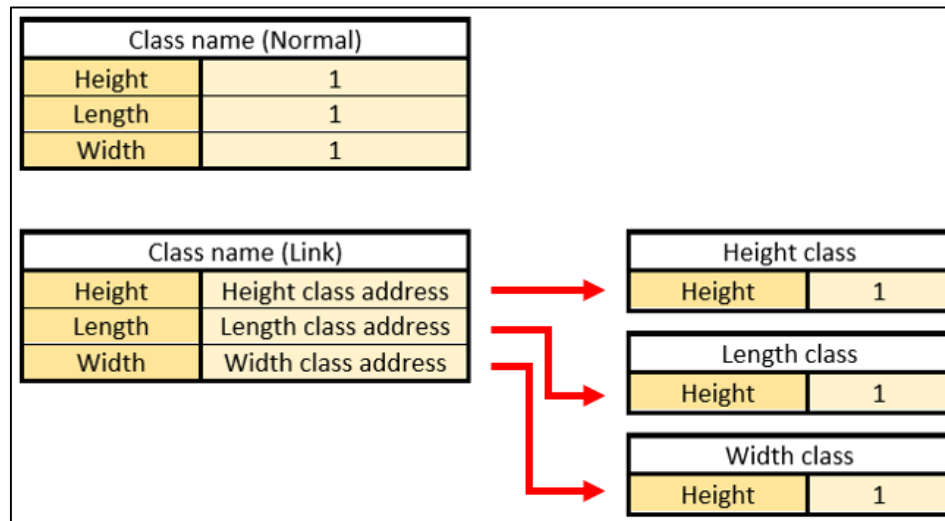 Class name (Normal)
Height 1
Length 1
Width 1
Class name (Link)
Height Height class address
Length Length class address
Width Width class address
Height class
Height 1
Length class
Height 1
Width class
Height 1